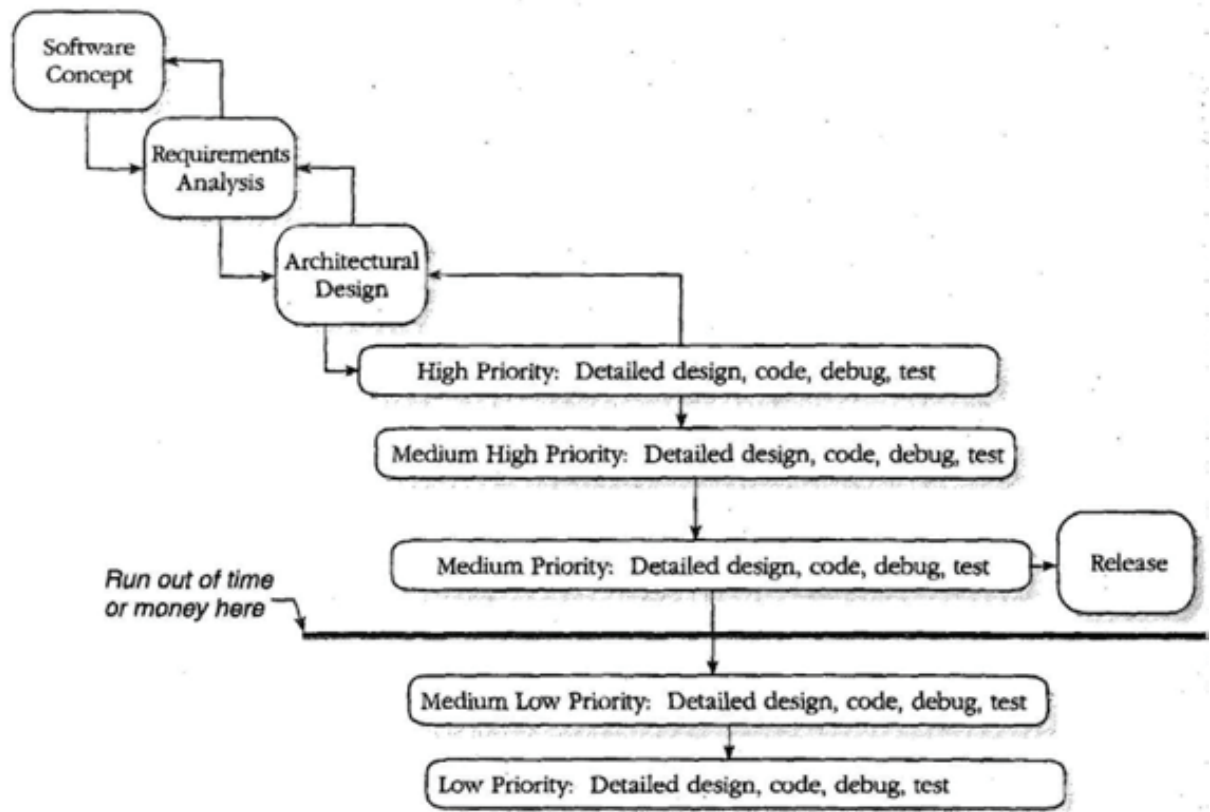 Software
Concept
Requirements
Analysis
Architectural
Design
High Priority: Detailed design, code, debug, test
Medium High Priority: Detailed design, code, debug, test
Medium Priority: Detailed design, code, debug, test
Release
Run out of time
or money here
Medium Low Priority: Detailed design, code, debug, test
Low Priority: Detailed design, code, debug, test